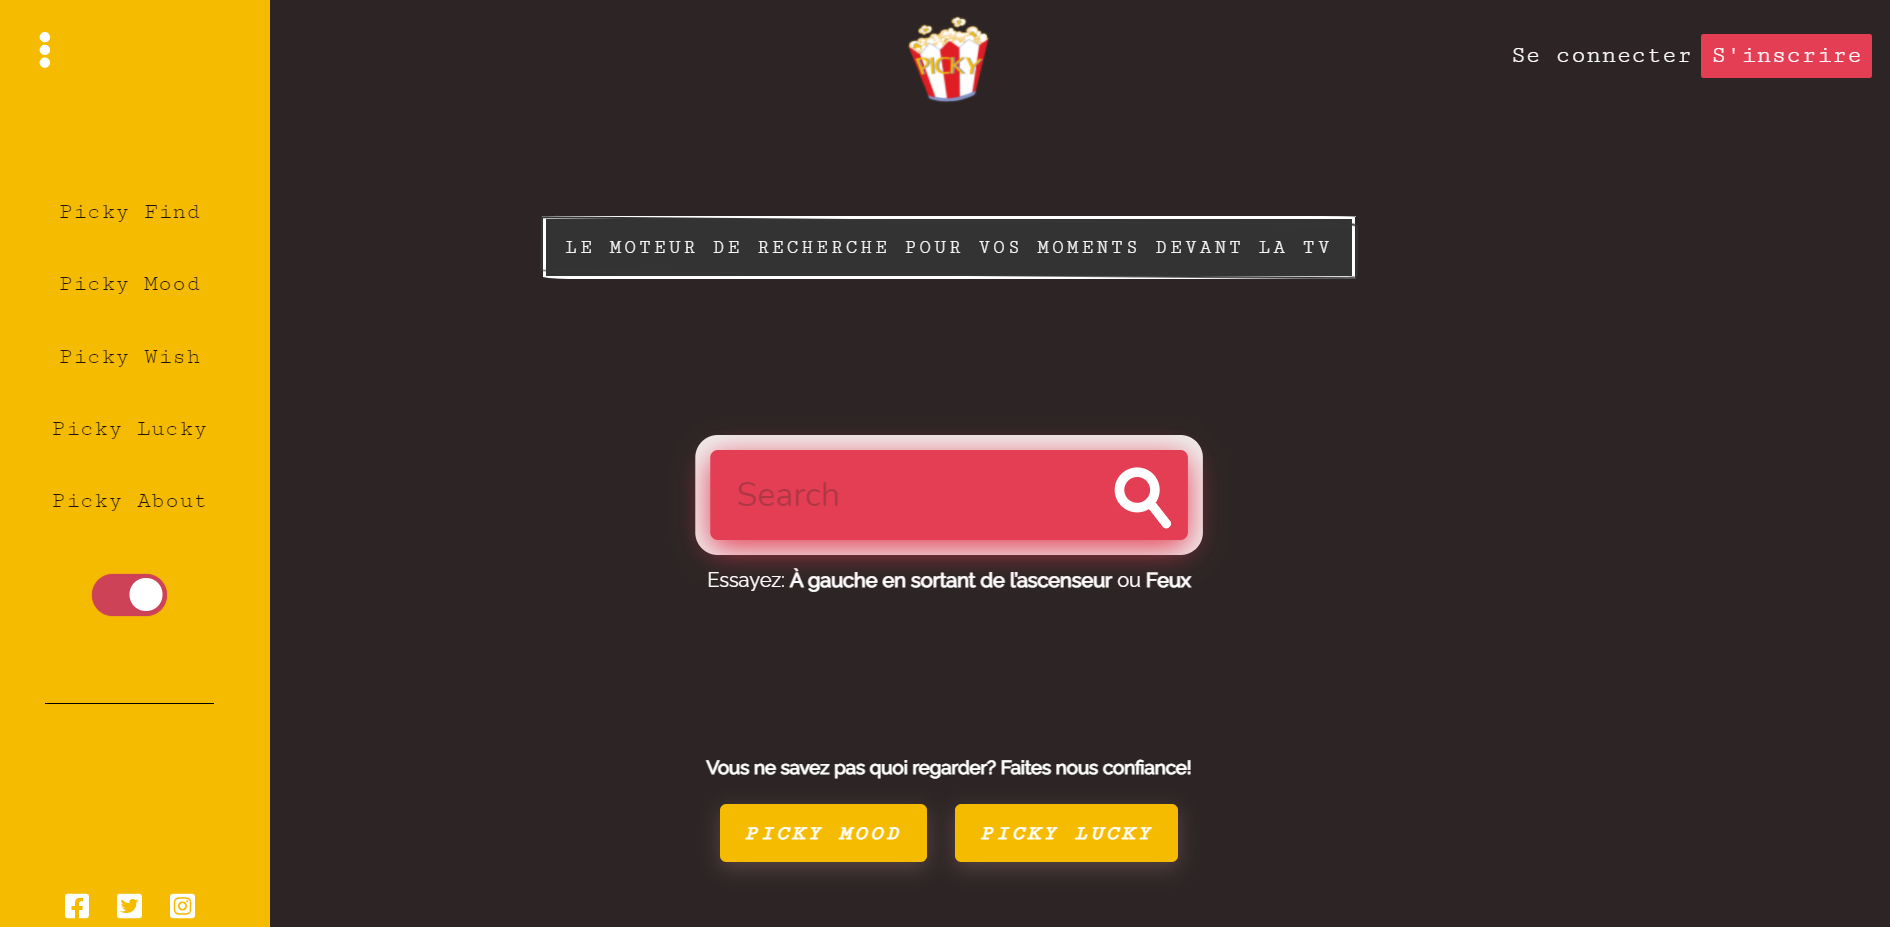 PICKY
Se connecter
S'inscrire
Picky Find
Picky Mood
Picky Wish
Picky Lucky
Picky About
LE MOTEUR DE RECHERCHE POUR VOS MOMENTS DEVANT LA TV
Search
Essayez: À gauche en sortant de l'ascenseur ou Feux
Vous ne savez pas quoi regarder? Faites nous confiance!
PICKY MOOD
PICKY LUCKY